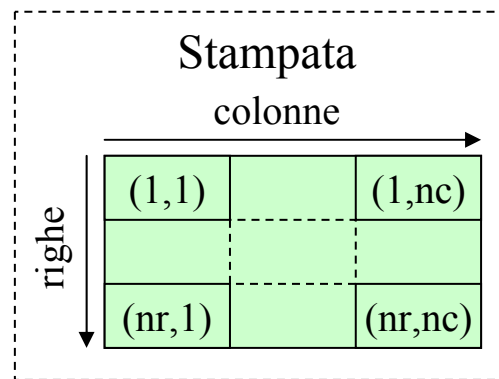 Stampata
colonne
righe
(1,1) (1,nc)
(nr,1) (nr,nc)